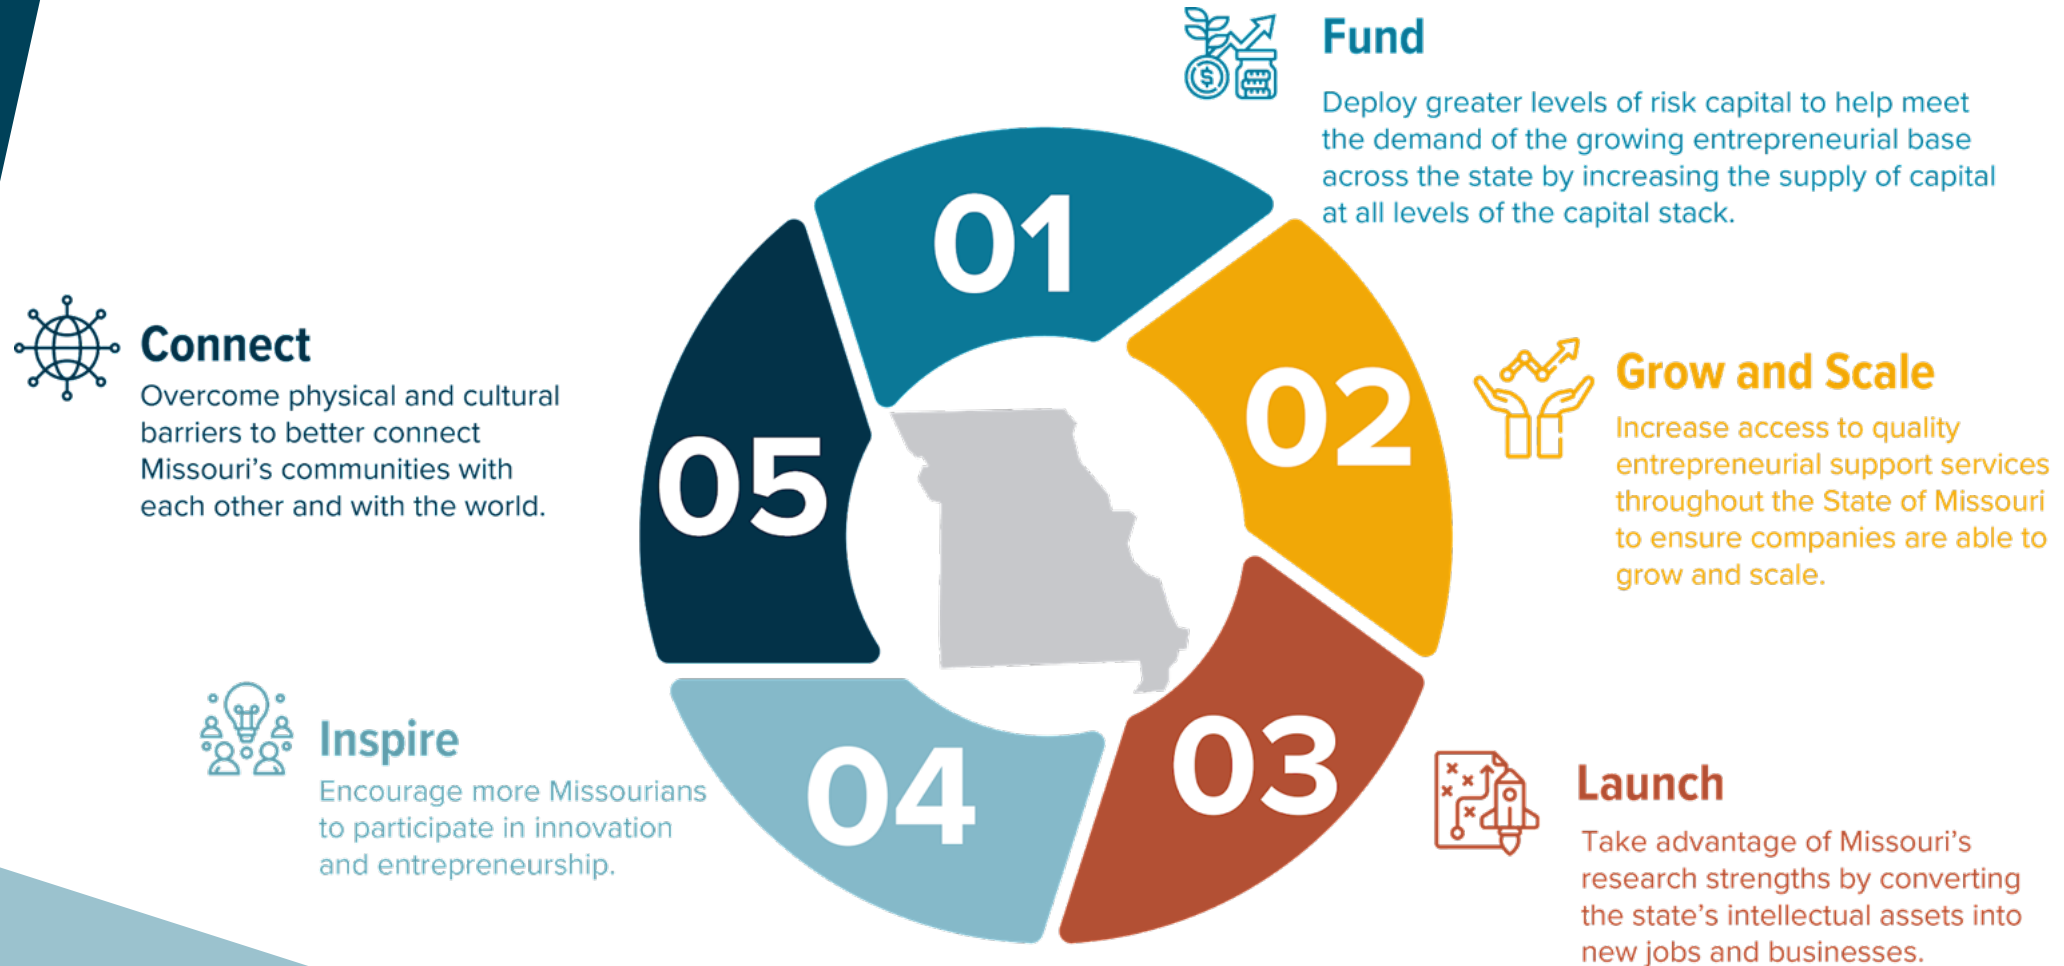 Fund
Deploy greater levels of risk capital to help meet
the demand of the growing entrepreneurial base
across the state by increasing the supply of capital
at all levels of the capital stack.
01
02
Grow and Scale
Increase access to quality
entrepreneurial support services
throughout the State of Missouri
to ensure companies are able to
grow and scale.
03
Launch
Take advantage of Missouri's
research strengths by converting
the state's intellectual assets into
new jobs and businesses.
04
Inspire
Encourage more Missourians
to participate in innovation
and entrepreneurship.
05
Connect
Overcome physical and cultural
barriers to better connect
Missouri's communities with
each other and with the world.
$